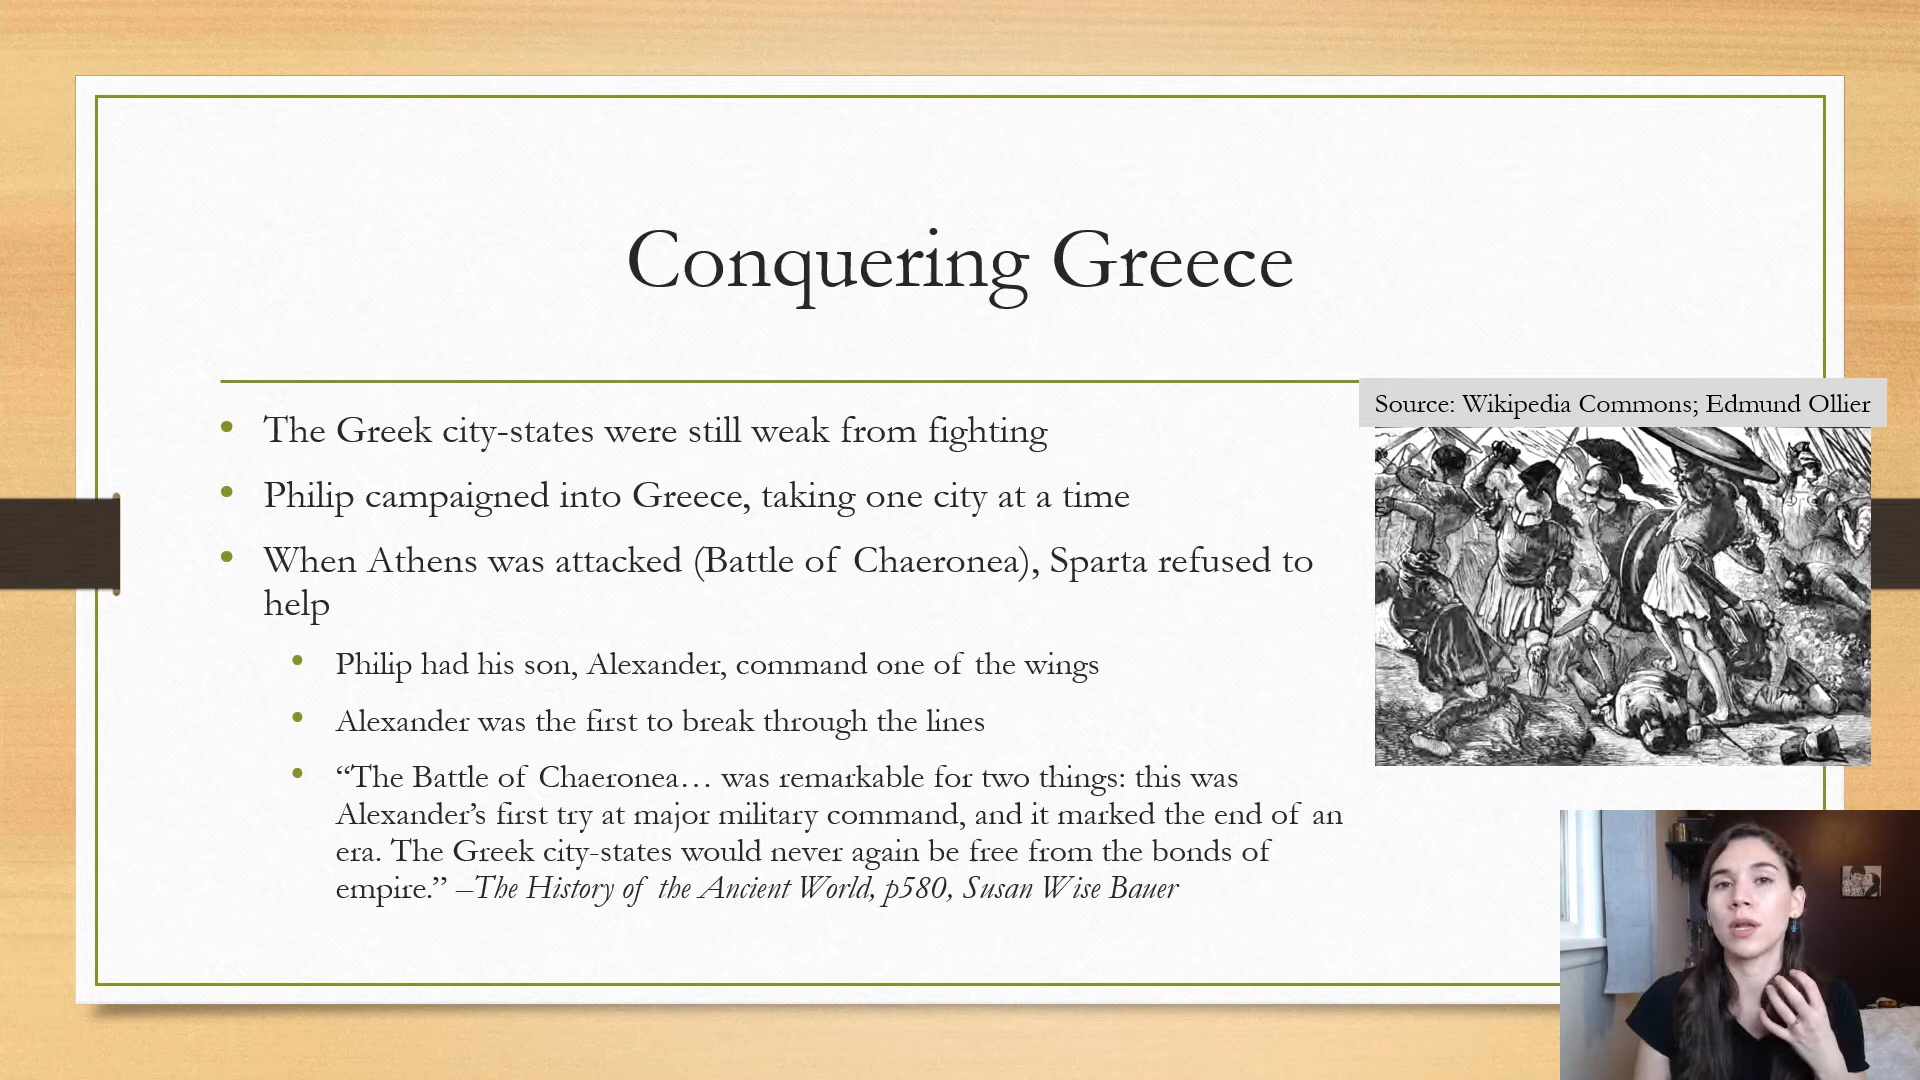 Conquering Greece
Source: Wikipedia Commons; Edmund Ollier
• The Greek city-states were still weak from fighting
• Philip campaigned into Greece, taking one city at a time
• When Athens was attacked (Battle of Chaeronea), Sparta refused to
help
• Philip had his son, Alexander, command one of the wings
• Alexander was the first to break through the lines
• “The Battle of Chaeronea… was remarkable for two things: this was
Alexander’s first try at major military command, and it marked the end of an
era. The Greek city-states would never again be free from the bonds of
empire.” –The History of the Ancient World, p580, Susan Wise Bauer